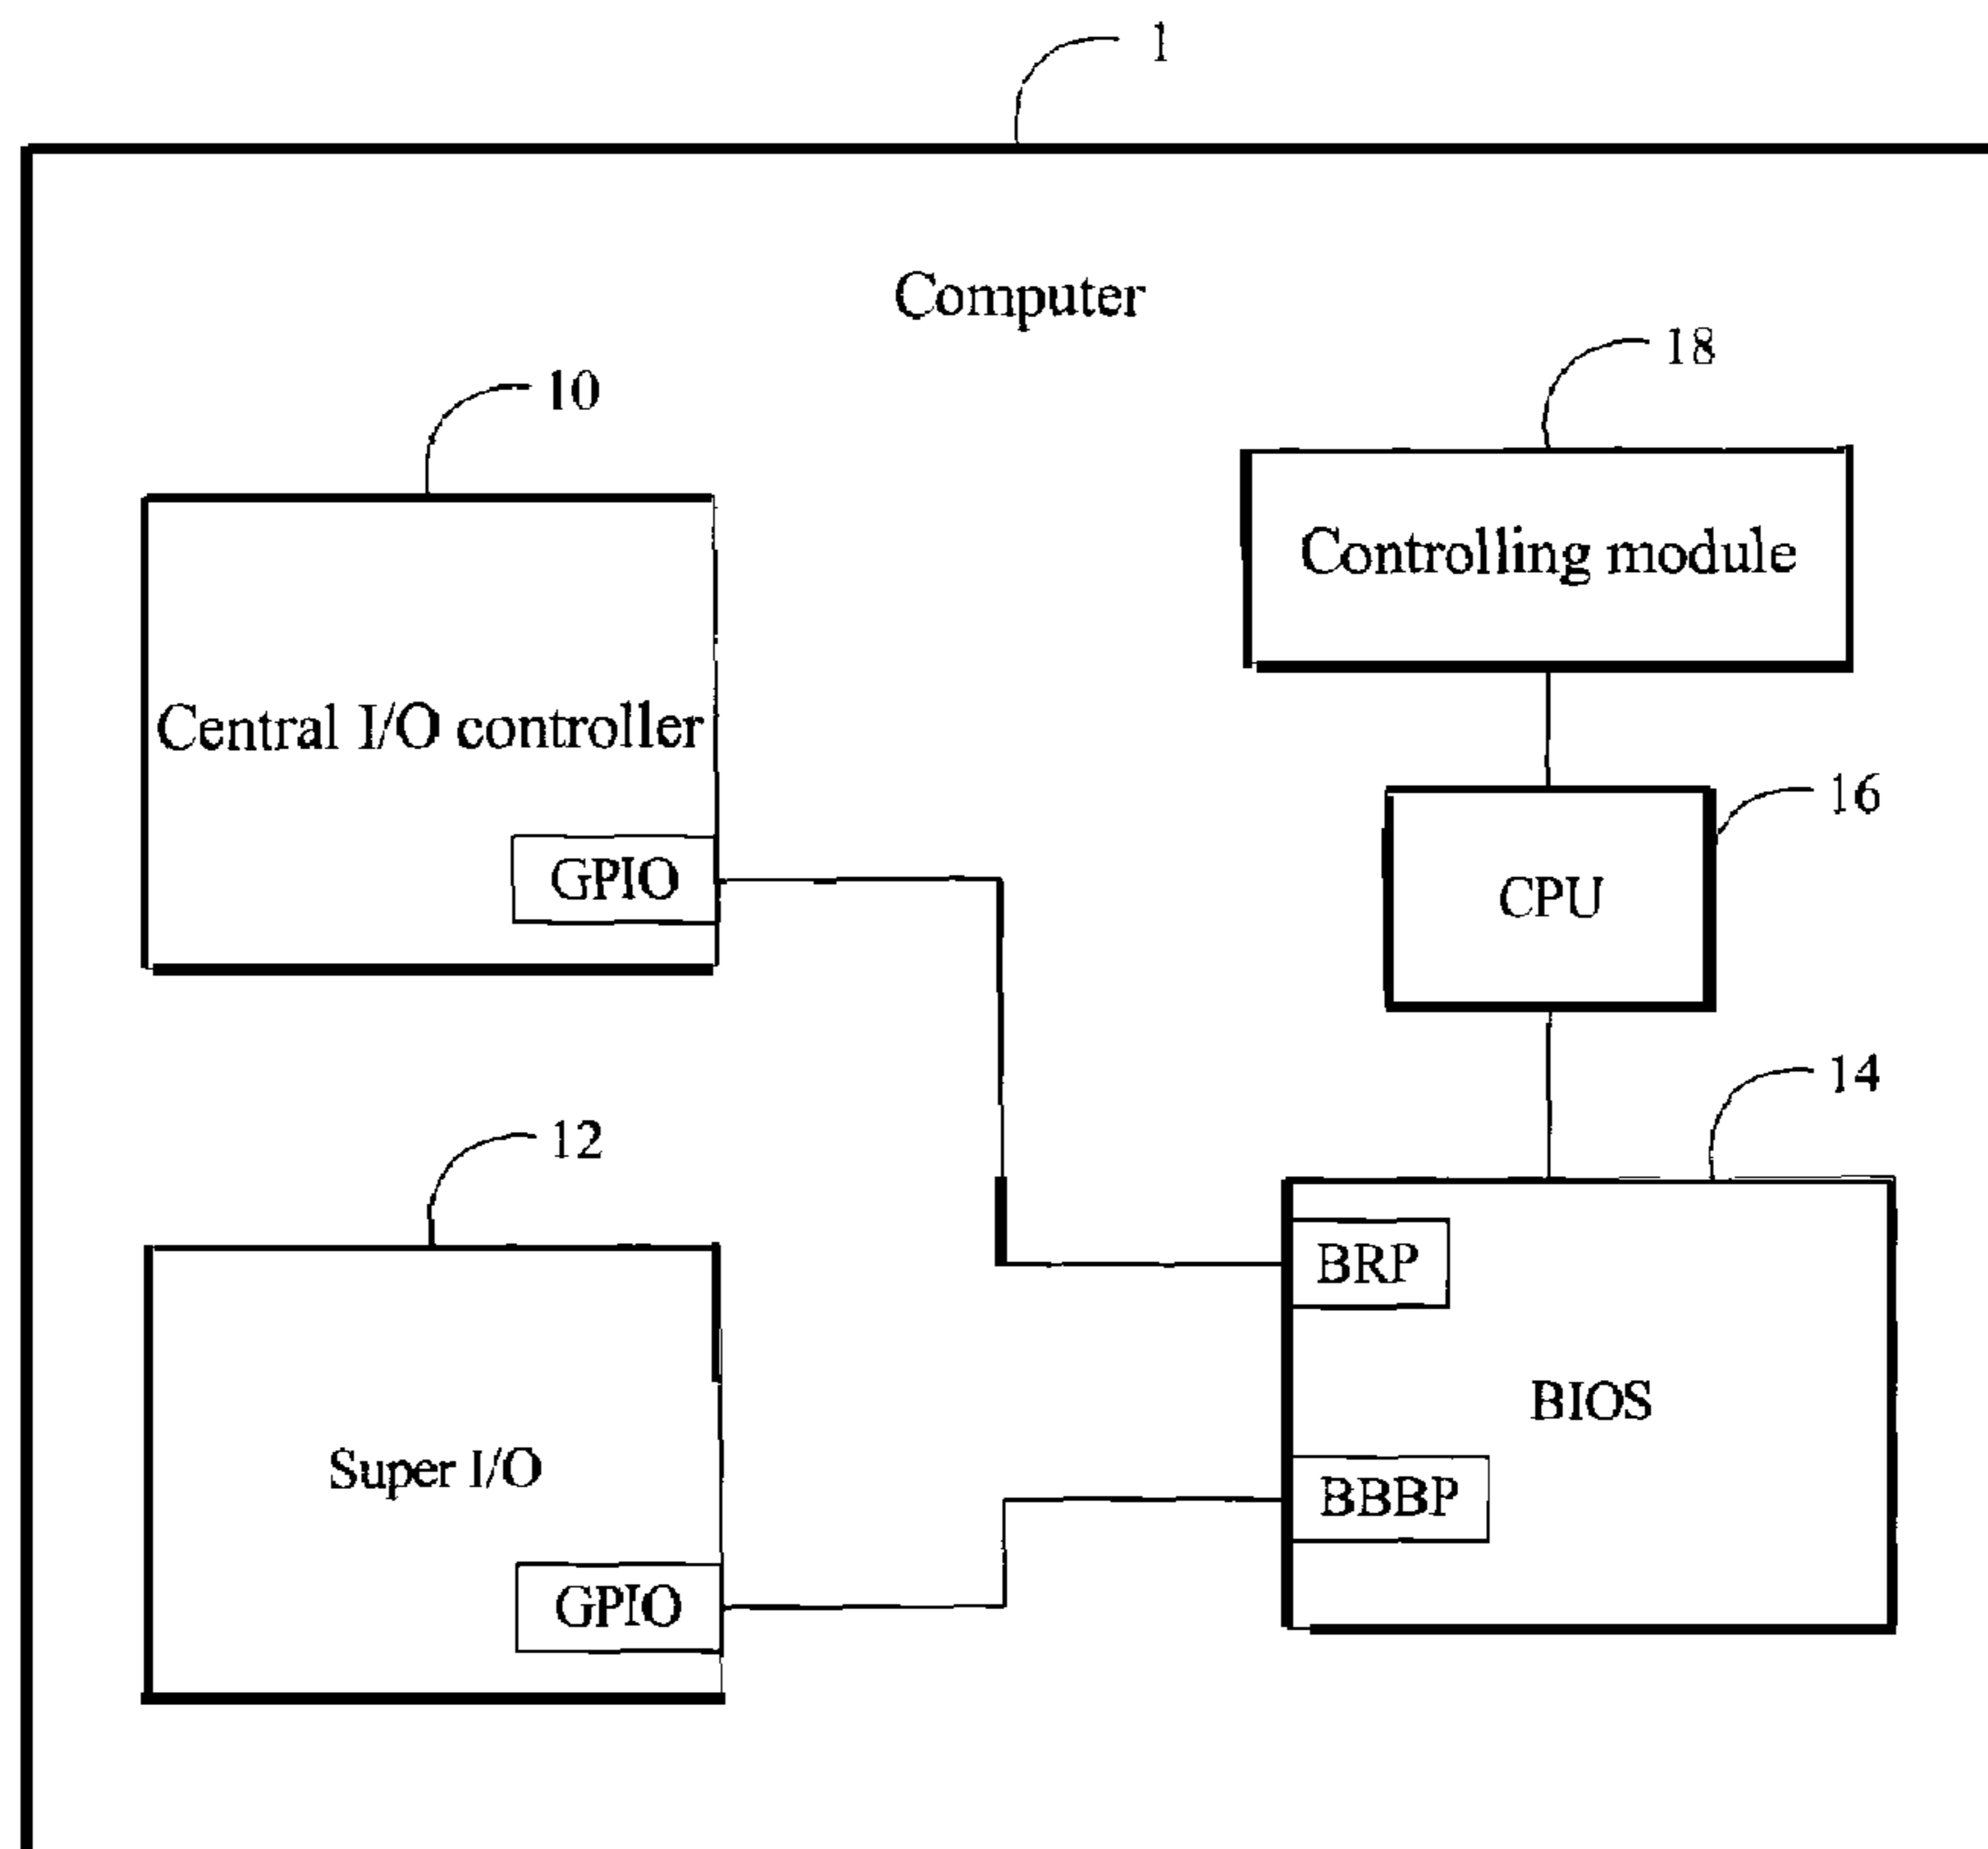 1
Computer
10
18
Controlling module
Central I/O controller
16
GPIO
CPU
14
12
BRP
BIOS
Super I/O
BBBP
GPIO